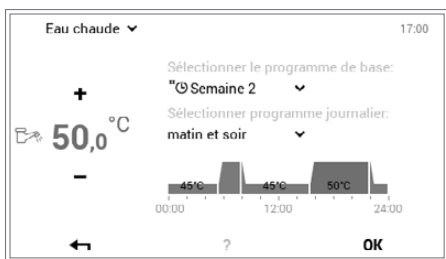 Eau chaude
17:00
Sélectionner le programme de base:
"Semaine 2
Sélectionner programme journalier:
matin et soir
+
50,0°C
−
45°C 45°C 50°C
00:00 12:00 24:00
? OK